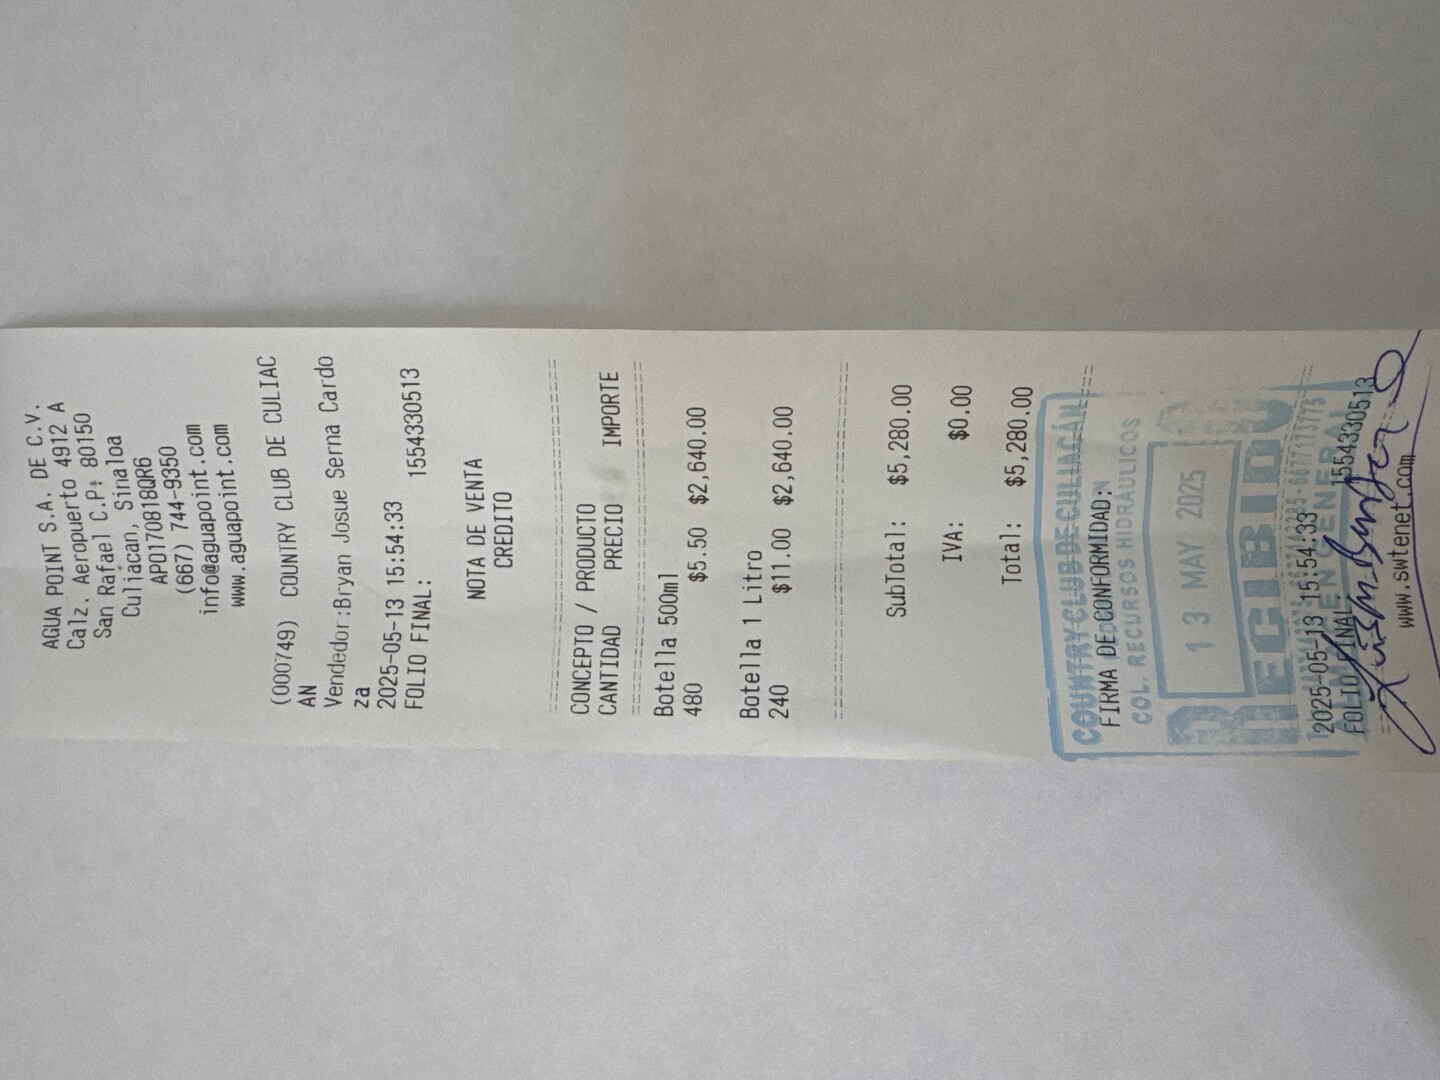 AGUA POINT S.A. DE C.V.
Calz. Aeropuerto 4912 A
San Rafael C.P: 80150
Culiacan, Sinaloa
APO170818QR6
(667) 744-9350
info@aguapoint.com
www.aguapoint.com
(000749) COUNTRY CLUB DE CULIAC
AN
Vendedor:Bryan Josue Serna Cardo
za
2025-05-13 15:54:33
FOLIO FINAL: 1554330513
NOTA DE VENTA
CREDITO
CONCEPTO / PRODUCTO
CANTIDAD PRECIO IMPORTE
Botella 500ml
480 $5.50 $2,640.00
Botella 1 Litro
240 $11.00 $2,640.00
SubTotal: $5,280.00
IVA: $0.00
Total: $5,280.00
COUNTRY CLUB DE CULIACÁN
FIRMA DE CONFORMIDAD:
COL. RECURSOS HIDRÁULICOS
13 MAY 2025
RECIBIDO
2025-05-13 15:54:33
FOLIO FINAL: 1554330513
www.swtenet.com